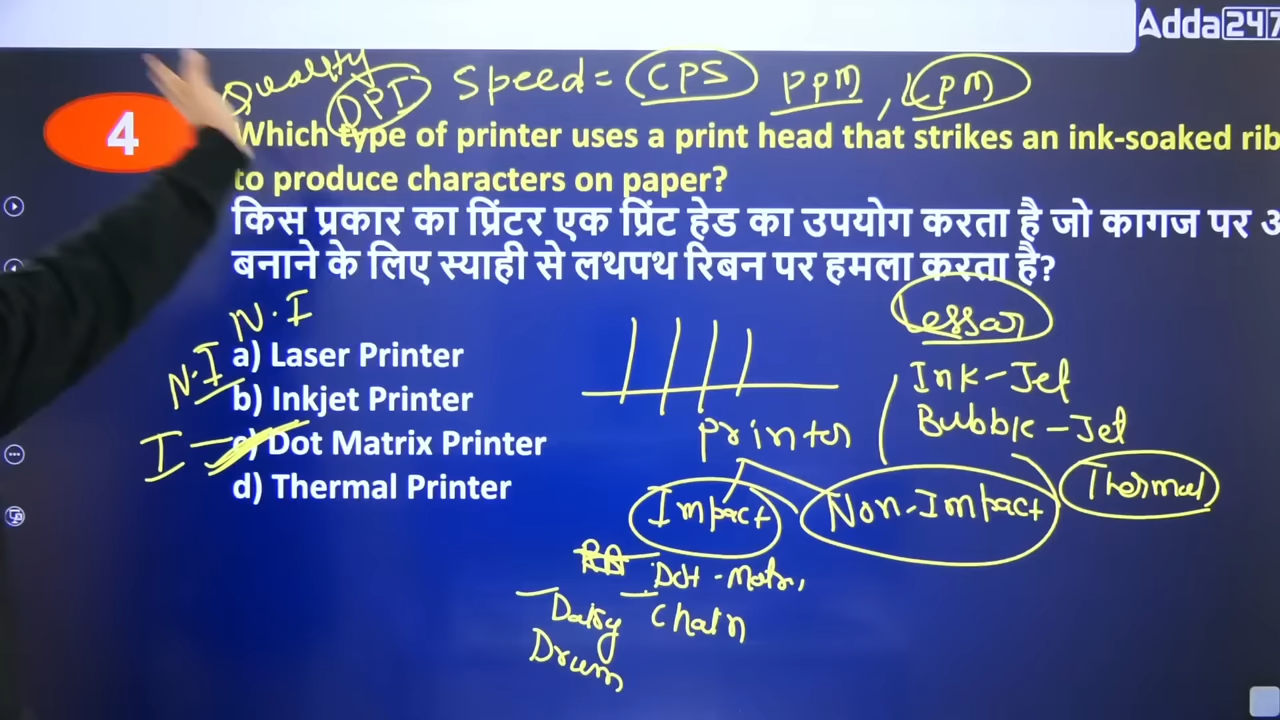 Adda247
Quality
DPI Speed = CPS PPM, LPM
4
Which type of printer uses a print head that strikes an ink-soaked rib
to produce characters on paper?
किस प्रकार का प्रिंटर एक प्रिंट हेड का उपयोग करता है जो कागज पर अ
बनाने के लिए स्याही से लथपथ रिबन पर हमला करता है?
N.I
a) Laser Printer
N.I
b) Inkjet Printer
I
c) Dot Matrix Printer
d) Thermal Printer
Lessar
Ink-Jet
Bubble-Jet
Thermal
Printer
Impact
Non-Impact
Dot-Matr
Daisy Chain
Drum